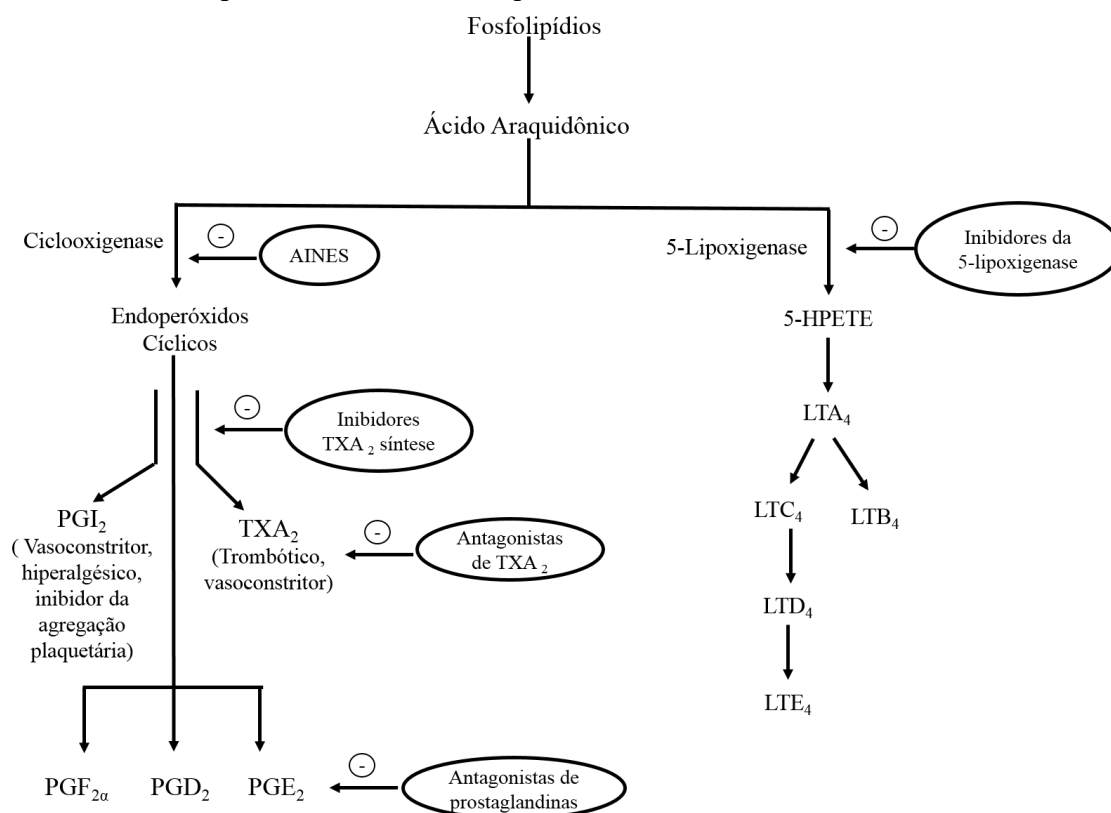 Fosfolipídios
Ácido Araquidônico
Ciclooxigenase
-
AINES
5-Lipoxigenase
-
Inibidores da
5-lipoxigenase
Endoperóxidos
Cíclicos
5-HPETE
-
Inibidores
TXA₂ síntese
LTA₄
PGI₂
( Vasoconstritor,
hiperalgésico,
inibidor da
agregação
plaquetária)
TXA₂
(Trombótico,
vasoconstritor)
-
Antagonistas
de TXA₂
LTC₄
LTB₄
LTD₄
LTE₄
PGF₂α
PGD₂
PGE₂
-
Antagonistas de
prostaglandinas